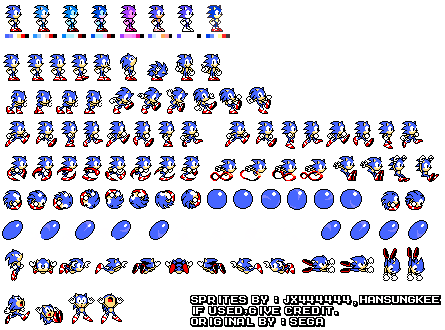 SPRITES BY : JX444444,HANSUNGKEE
IF USED.GIVE CREDIT.
ORIGINAL BY : SEGA